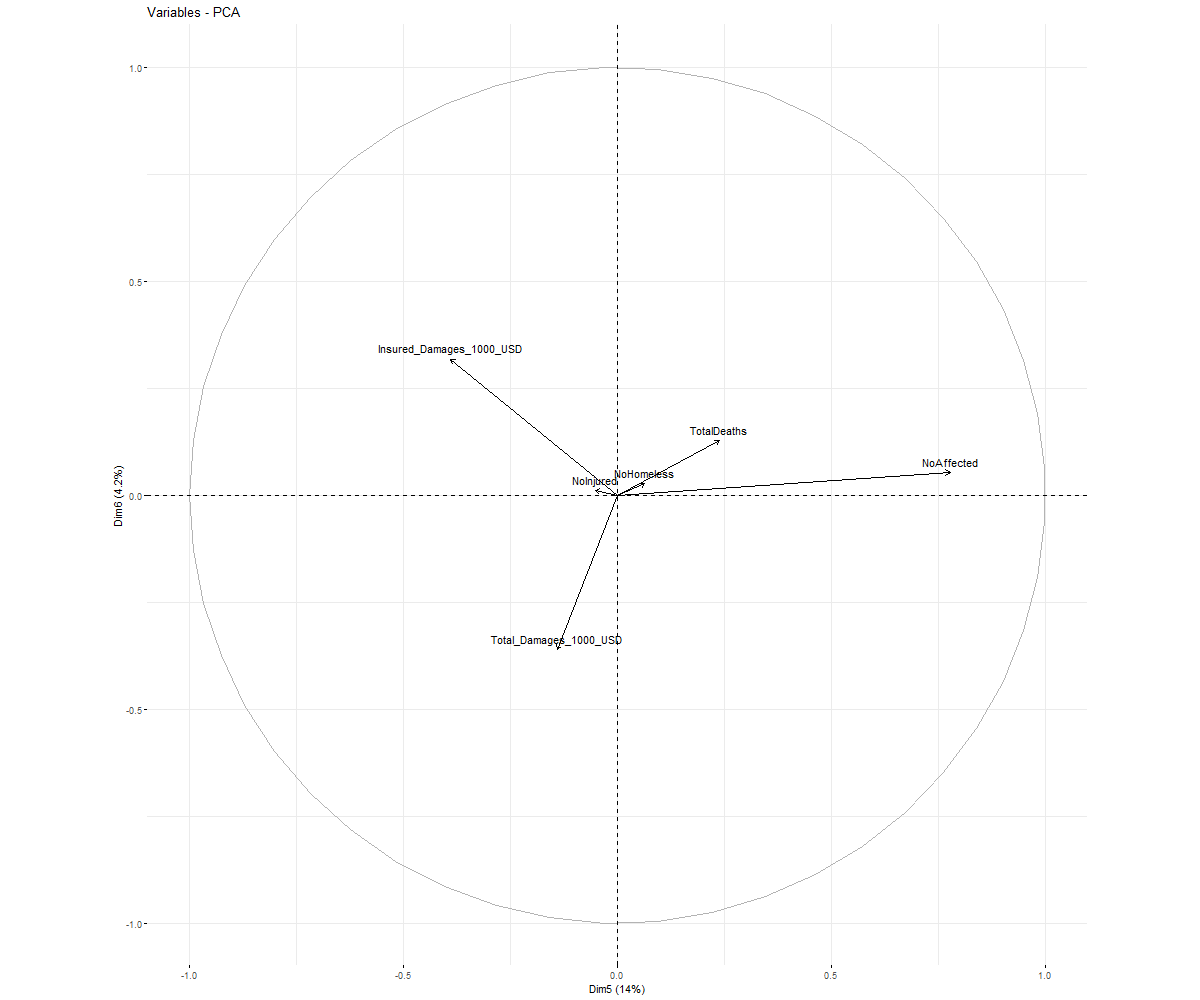 Variables - PCA
1.0
0.5
Insured_Damages_1000_USD
TotalDeaths
NoAffected
NoHomeless
NoInjured
0.0
Dim6 (4.2%)
Total_Damages_1000_USD
-0.5
-1.0
-1.0 -0.5 0.0 0.5 1.0
Dim5 (14%)